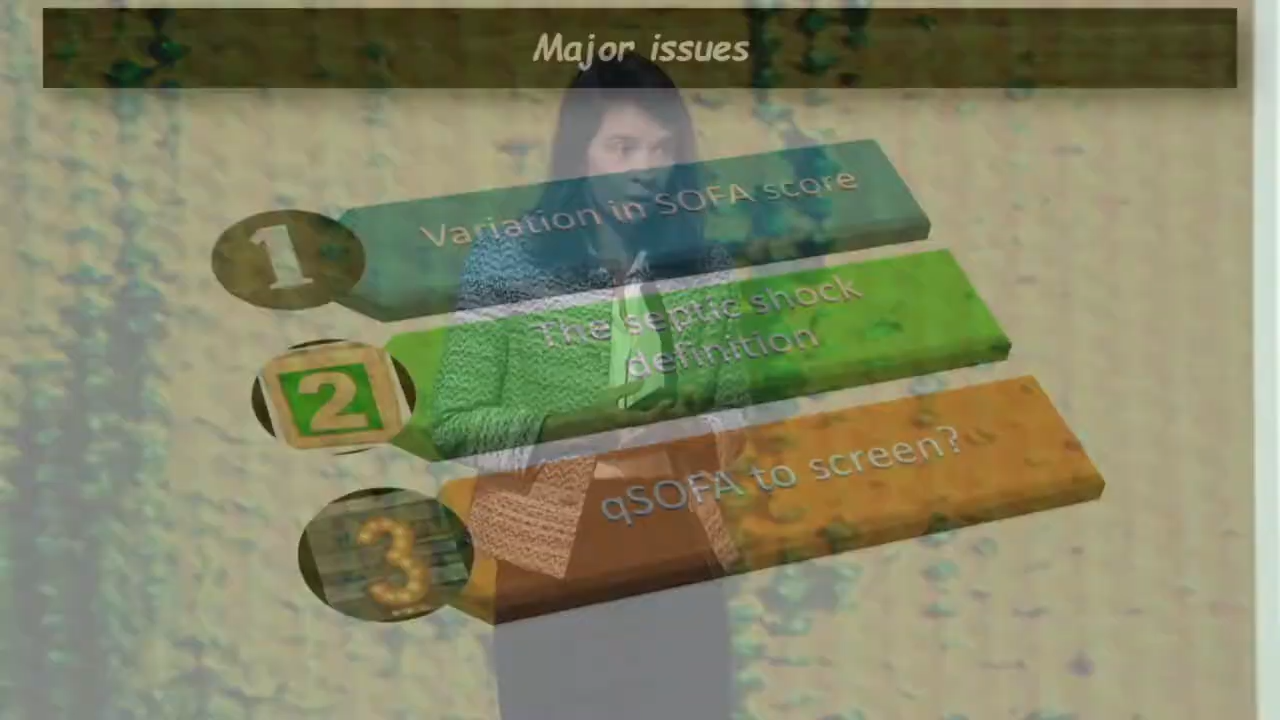 Major issues
1
Variation in SOFA score
2
The septic shock
definition
3
qSOFA to screen?